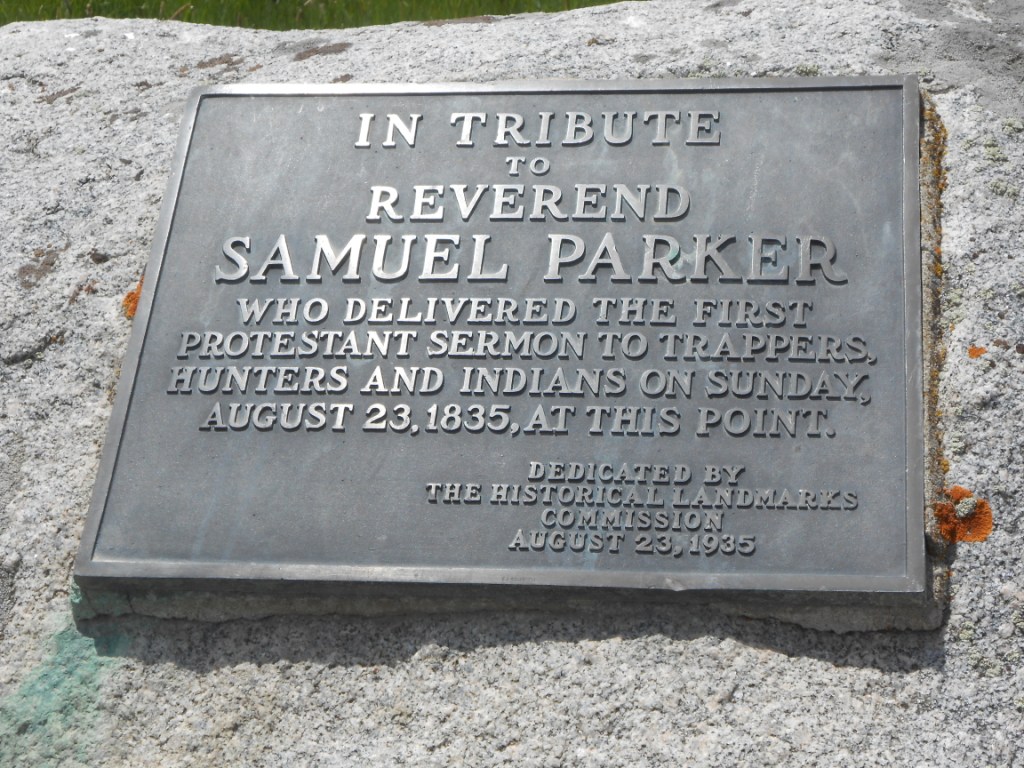 IN TRIBUTE
TO
REVEREND
SAMUEL PARKER
WHO DELIVERED THE FIRST
PROTESTANT SERMON TO TRAPPERS,
HUNTERS AND INDIANS ON SUNDAY,
AUGUST 23, 1835, AT THIS POINT.
DEDICATED BY
THE HISTORICAL LANDMARKS
COMMISSION
AUGUST 23, 1935